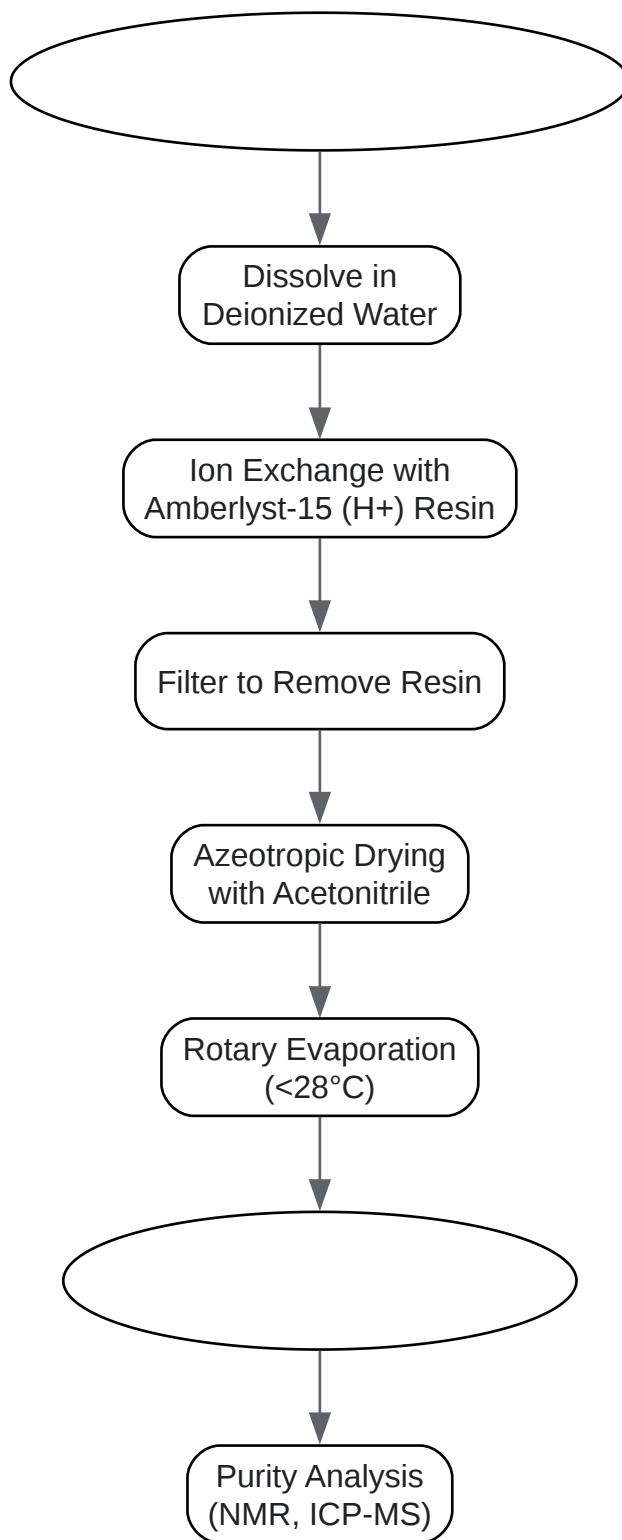 Dissolve in
Deionized Water
Ion Exchange with
Amberlyst-15 (H+) Resin
Filter to Remove Resin
Azeotropic Drying
with Acetonitrile
Rotary Evaporation
(<28°C)
Purity Analysis
(NMR, ICP-MS)